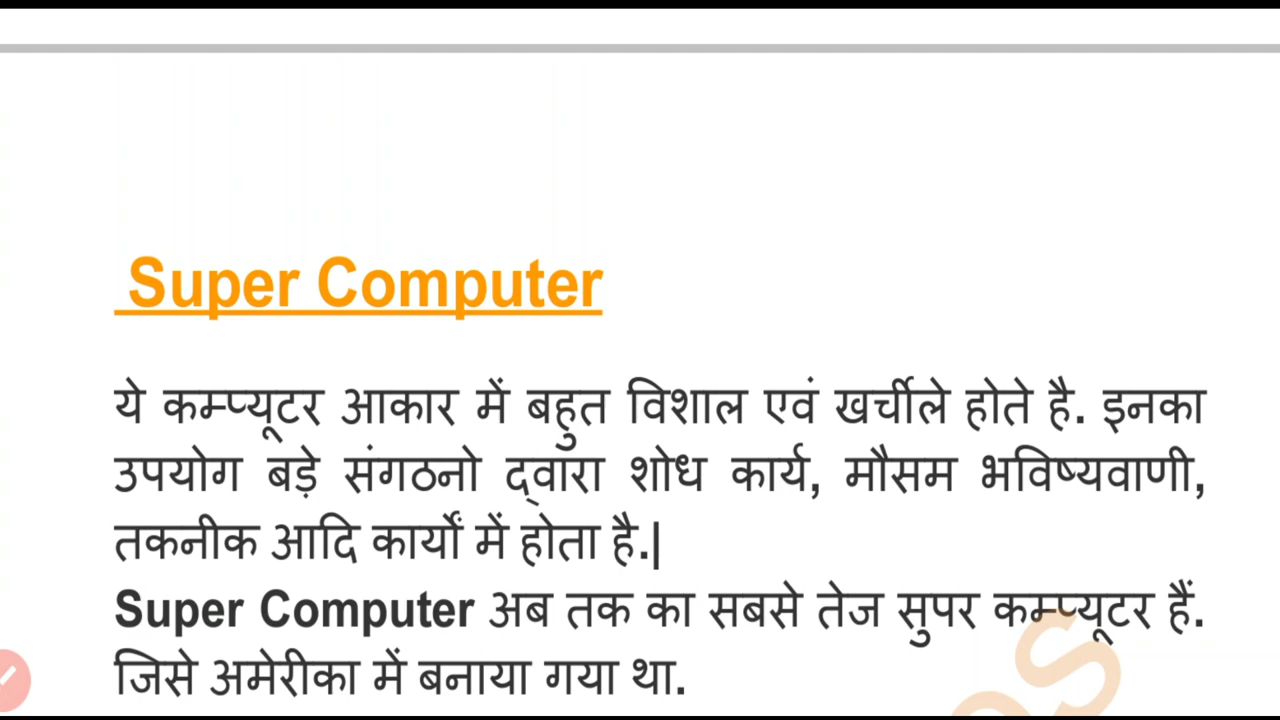 Super Computer
ये कम्प्यूटर आकार में बहुत विशाल एवं खर्चीले होते है. इनका
उपयोग बड़े संगठनो द्वारा शोध कार्य, मौसम भविष्यवाणी,
तकनीक आदि कार्यों में होता है.|
Super Computer अब तक का सबसे तेज सुपर कम्प्यूटर हैं.
जिसे अमेरीका में बनाया गया था.